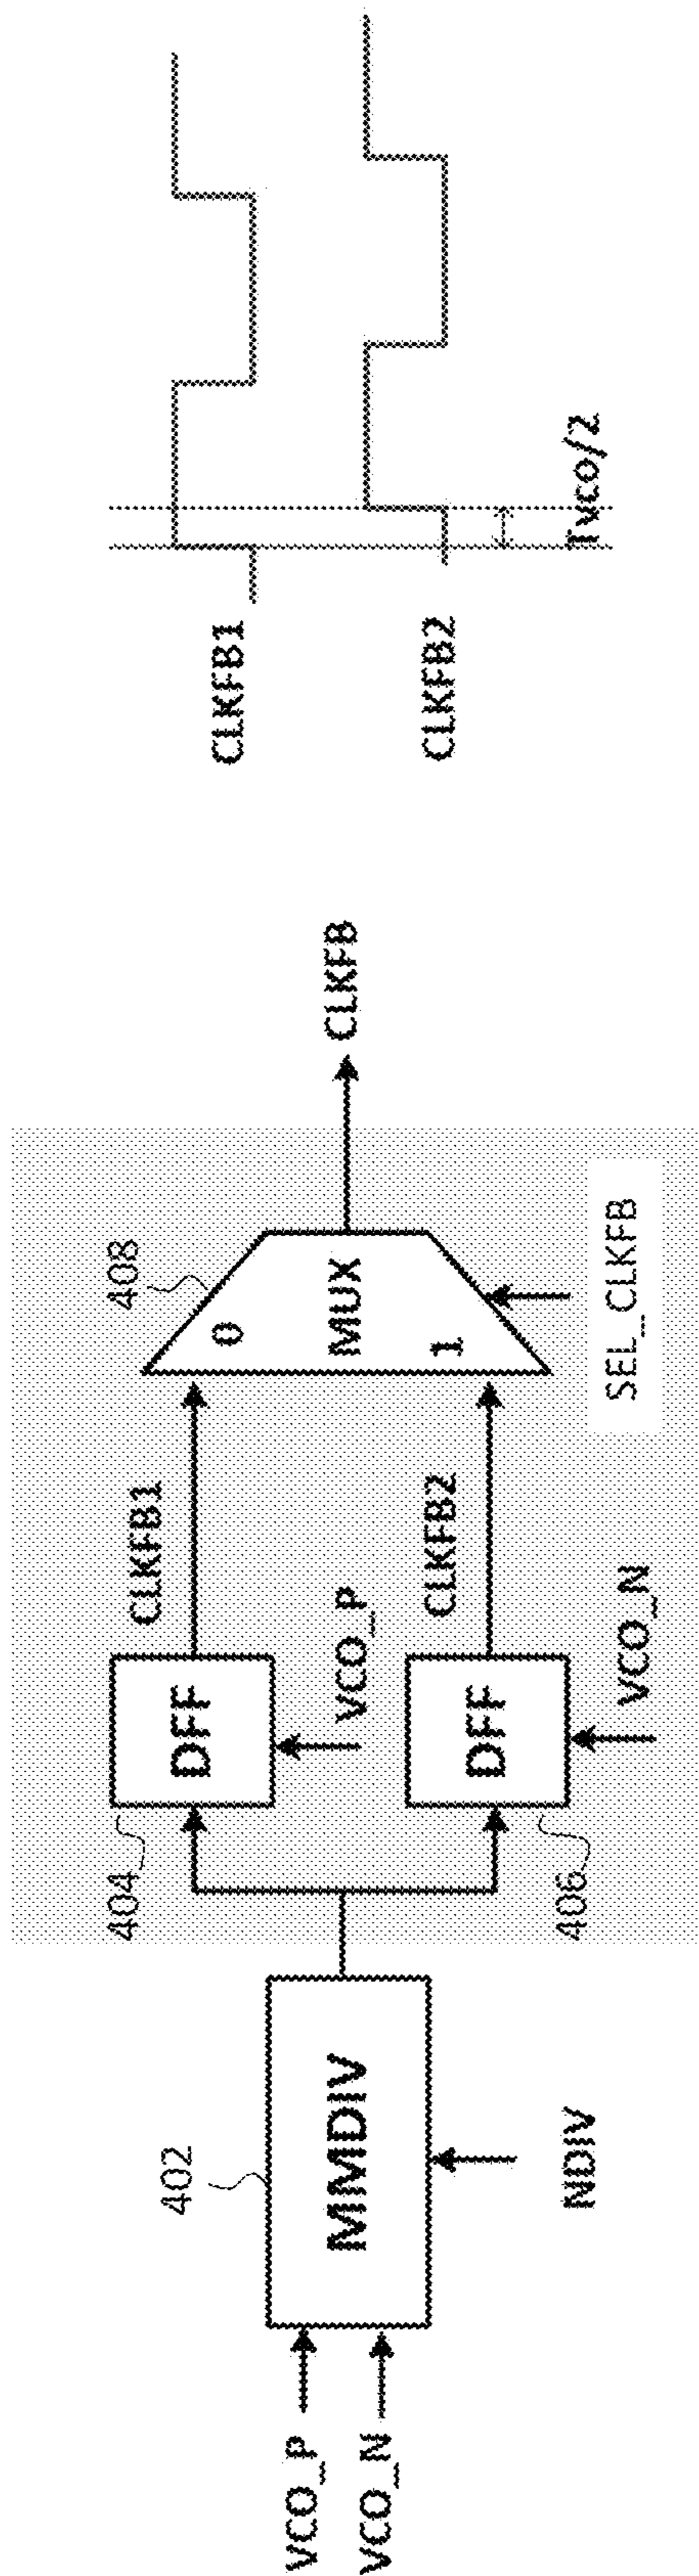 VCO_P
VCO_N
402
MMDIV
NDIV
404
DFF
VCO_P
CLKFB1
406
DFF
VCO_N
CLKFB2
408
0
MUX
1
SEL_CLKFB
CLKFB
CLKFB1
CLKFB2
Tvco/2